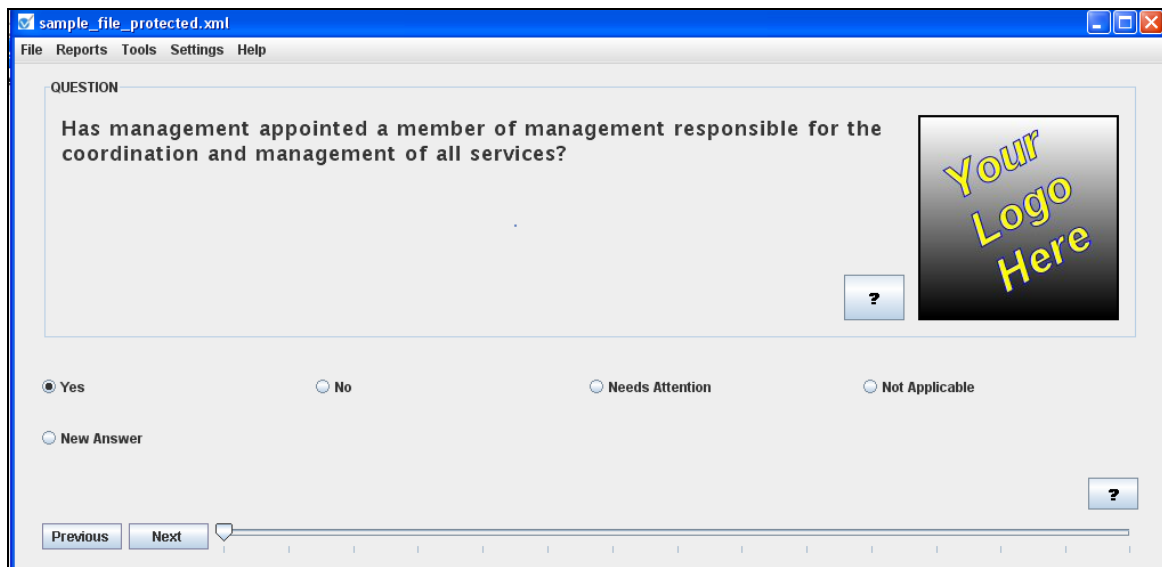 sample_file_protected.xml
File Reports Tools Settings Help
QUESTION
Has management appointed a member of management responsible for the
coordination and management of all services?
Your
Logo
Here
?
Yes No Needs Attention Not Applicable
New Answer
?
Previous Next